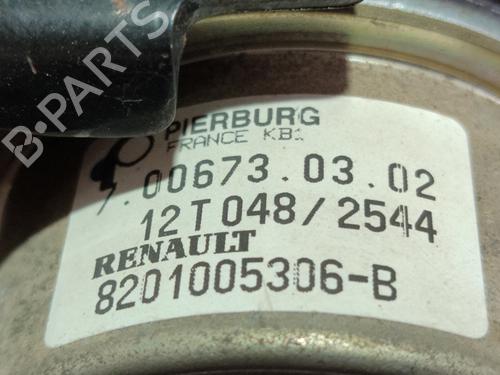 PIERBURG
FRANCE KB1
7.00673.03.02
12T048/2544
RENAULT
8201005306-B
B-PARTS